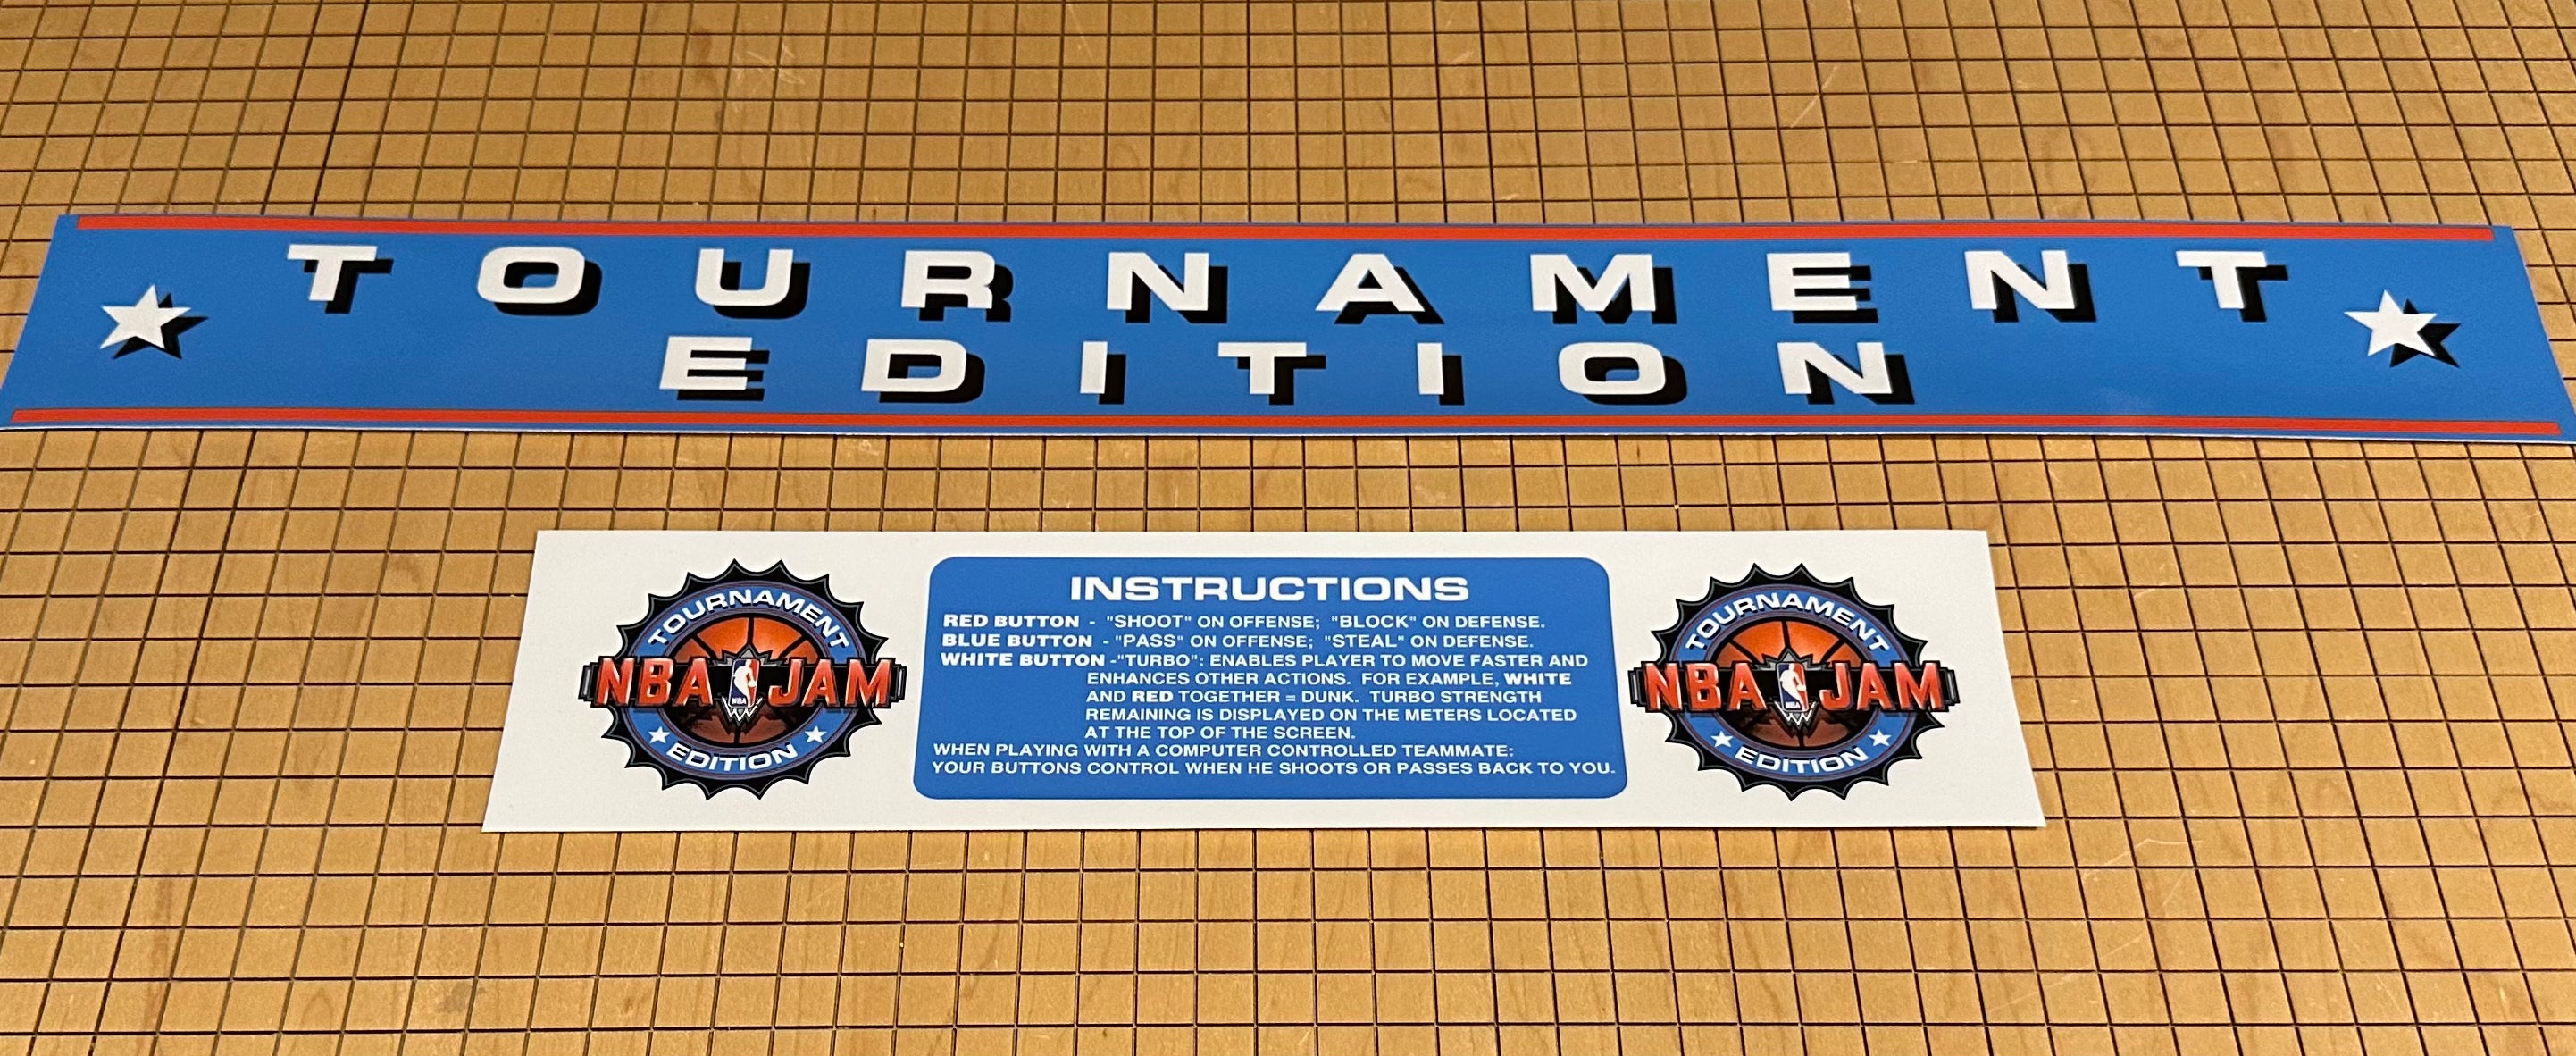 TOURNAMENT
EDITION
TOURNAMENT
NBA JAM
NBA
EDITION
INSTRUCTIONS
RED BUTTON - "SHOOT" ON OFFENSE; "BLOCK" ON DEFENSE.
BLUE BUTTON - "PASS" ON OFFENSE; "STEAL" ON DEFENSE.
WHITE BUTTON -"TURBO": ENABLES PLAYER TO MOVE FASTER AND
ENHANCES OTHER ACTIONS. FOR EXAMPLE, WHITE
AND RED TOGETHER = DUNK. TURBO STRENGTH
REMAINING IS DISPLAYED ON THE METERS LOCATED
AT THE TOP OF THE SCREEN.
WHEN PLAYING WITH A COMPUTER CONTROLLED TEAMMATE:
YOUR BUTTONS CONTROL WHEN HE SHOOTS OR PASSES BACK TO YOU.
TOURNAMENT
NBA JAM
NBA
EDITION